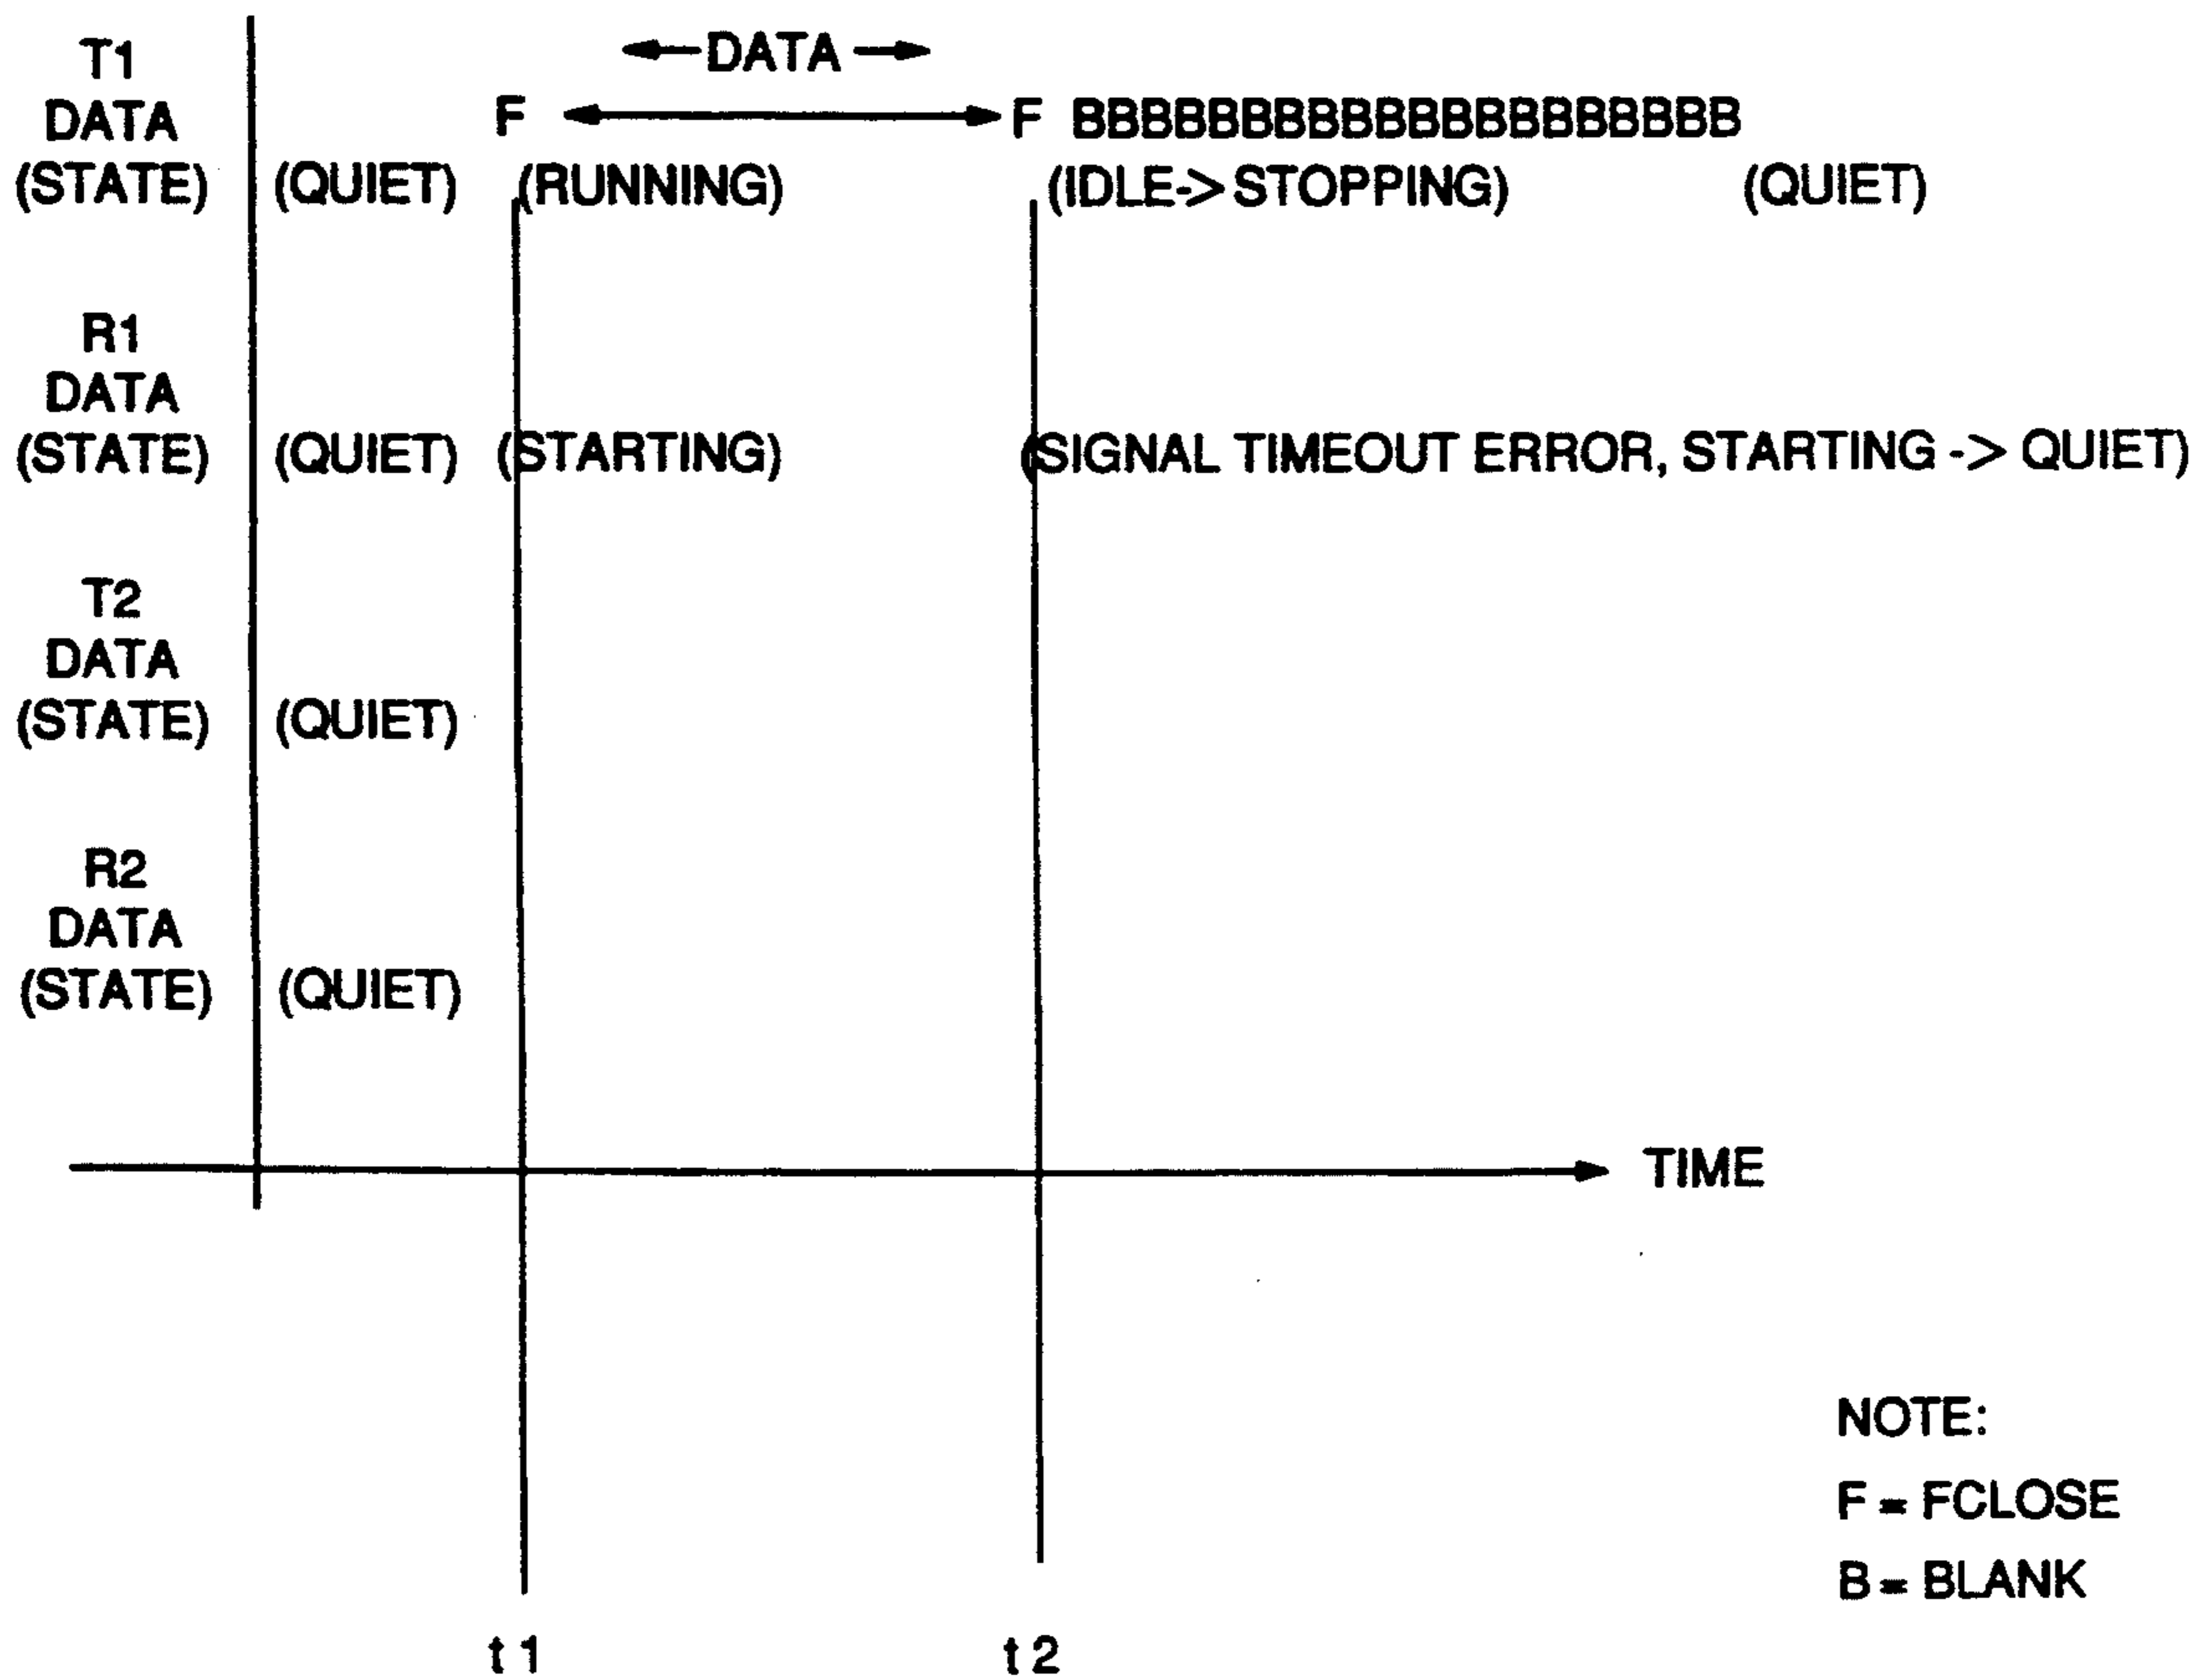 T1
DATA
(STATE)
(QUIET)
DATA
F
F BBBBBBBBBBBBBBBBBBBB
(RUNNING)
(IDLE-> STOPPING)
(QUIET)
R1
DATA
(STATE)
(QUIET)
(STARTING)
(SIGNAL TIMEOUT ERROR, STARTING -> QUIET)
T2
DATA
(STATE)
(QUIET)
R2
DATA
(STATE)
(QUIET)
TIME
NOTE:
F = FCLOSE
B = BLANK
t1
t2